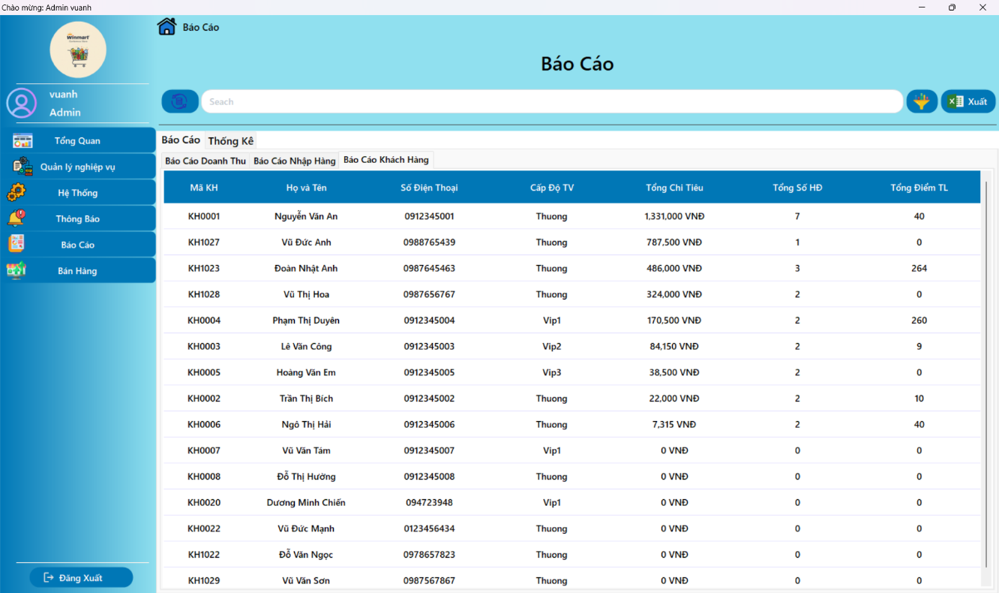 Chào mừng: Admin vuanh
Winmart
vuanh
Admin
Tổng Quan
Quản lý nghiệp vụ
Hệ Thống
Thông Báo
Báo Cáo
Bán Hàng
Đăng Xuất
Báo Cáo
Báo Cáo
Seach
Xuất
Báo Cáo Thống Kê
Báo Cáo Doanh Thu Báo Cáo Nhập Hàng Báo Cáo Khách Hàng
Mã KH Họ và Tên Số Điện Thoại Cấp Độ TV Tổng Chi Tiêu Tổng Số HĐ Tổng Điểm TL
KH0001 Nguyễn Văn An 0912345001 Thuong 1,331,000 VNĐ 7 40
KH1027 Vũ Đức Anh 0988765439 Thuong 787,500 VNĐ 1 0
KH1023 Đoàn Nhật Anh 0987645463 Thuong 486,000 VNĐ 3 264
KH1028 Vũ Thị Hoa 0987656767 Thuong 324,000 VNĐ 2 0
KH0004 Phạm Thị Duyên 0912345004 Vip1 170,500 VNĐ 2 260
KH0003 Lê Văn Công 0912345003 Vip2 84,150 VNĐ 2 9
KH0005 Hoàng Văn Em 0912345005 Vip3 38,500 VNĐ 2 0
KH0002 Trần Thị Bích 0912345002 Thuong 22,000 VNĐ 2 10
KH0006 Ngô Thị Hải 0912345006 Thuong 7,315 VNĐ 2 40
KH0007 Vũ Văn Tám 0912345007 Vip1 0 VNĐ 0 0
KH0008 Đỗ Thị Hường 0912345008 Thuong 0 VNĐ 0 0
KH0020 Dương Minh Chiến 094723948 Vip1 0 VNĐ 0 0
KH0022 Vũ Đức Mạnh 0123456434 Thuong 0 VNĐ 0 0
KH1022 Đỗ Văn Ngọc 0978657823 Thuong 0 VNĐ 0 0
KH1029 Vũ Văn Sơn 0987567867 Thuong 0 VNĐ 0 0